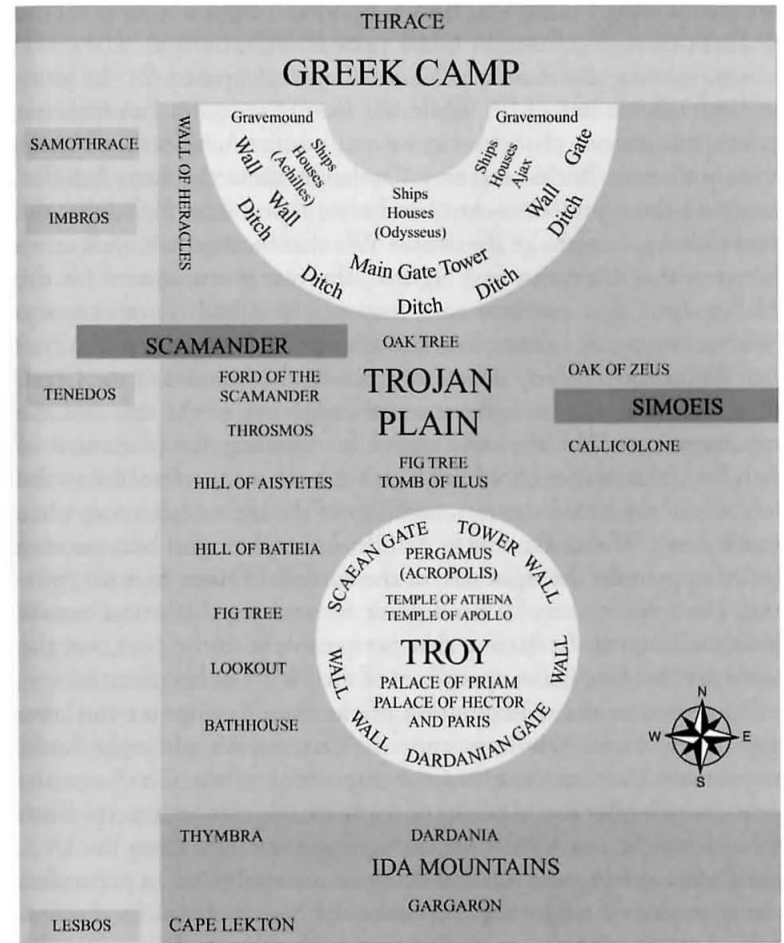 THRACE
GREEK CAMP
Gravemound
Gravemound
SAMOTHRACE
WALL OF HERACLES
Ships
Houses
(Achilles)
Wall
Wall
Ditch
Ships
Houses
Ajax
Gate
Wall
Ditch
IMBROS
Ships
Houses
(Odysseus)
Main Gate Tower
Ditch
Ditch
Ditch
SCAMANDER
OAK TREE
TENEDOS
FORD OF THE
SCAMANDER
THROSMOS
TROJAN
PLAIN
OAK OF ZEUS
SIMOEIS
CALLICOLONE
HILL OF AISYETES
FIG TREE
TOMB OF ILUS
HILL OF BATIEIA
SCAEAN GATE
TOWER WALL
PERGAMUS
(ACROPOLIS)
TEMPLE OF ATHENA
TEMPLE OF APOLLO
FIG TREE
LOOKOUT
BATHHOUSE
TROY
WALL
WALL
PALACE OF PRIAM
PALACE OF HECTOR
AND PARIS
WALL
DARDANIAN GATE
N
W
E
S
THYMBRA
DARDANIA
IDA MOUNTAINS
GARGARON
LESBOS
CAPE LEKTON